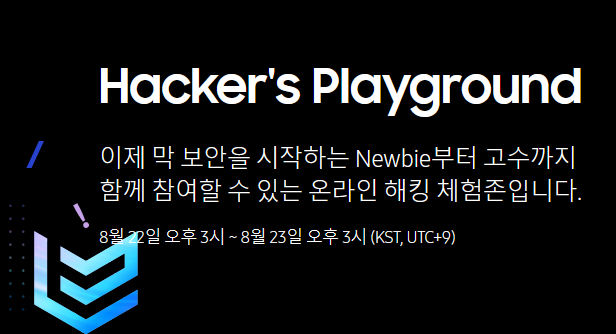 Hacker's Playground
이제 막 보안을 시작하는 Newbie부터 고수까지
함께 참여할 수 있는 온라인 해킹 체험존입니다.
8월 22일 오후 3시 ~ 8월 23일 오후 3시 (KST, UTC+9)